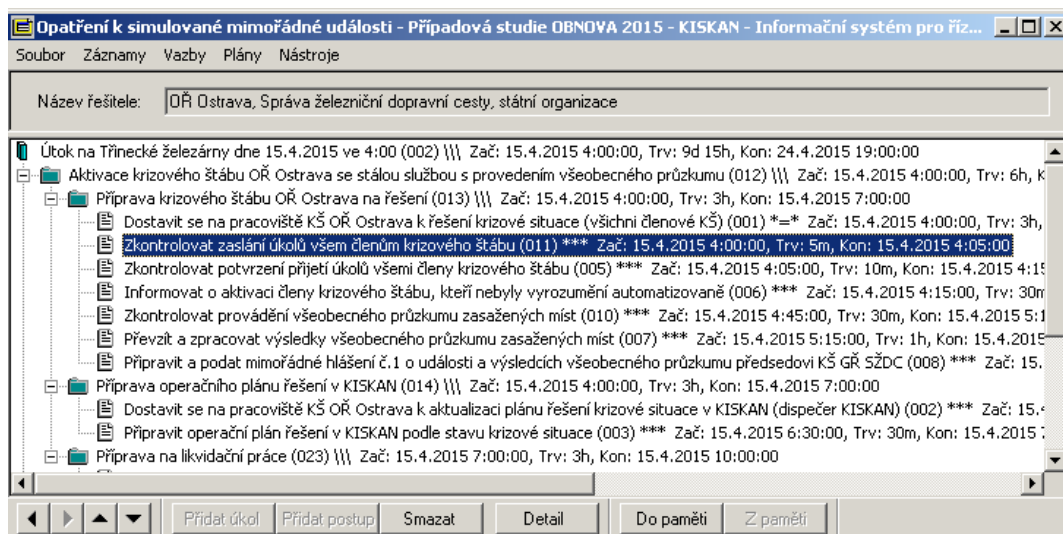 Opatření k simulované mimořádné události - Případová studie OBNOVA 2015 - KISKAN - Informační systém pro říz...
Soubor Záznamy Vazby Plány Nástroje
Název řešitele: OŘ Ostrava, Správa železniční dopravní cesty, státní organizace
Útok na Třinecké železárny dne 15.4.2015 ve 4:00 (002) \\\ Zač: 15.4.2015 4:00:00, Trv: 9d 15h, Kon: 24.4.2015 19:00:00
Aktivace krizového štábu OŘ Ostrava se stálou službou s provedením všeobecného průzkumu (012) \\\ Zač: 15.4.2015 4:00:00, Trv: 6h, K
Příprava krizového štábu OŘ Ostrava na řešení (013) \\\ Zač: 15.4.2015 4:00:00, Trv: 3h, Kon: 15.4.2015 7:00:00
Dostavit se na pracoviště KŠ OŘ Ostrava k řešení krizové situace (všichni členové KŠ) (001) *=* Zač: 15.4.2015 4:00:00, Trv: 3h,
Zkontrolovat zaslání úkolů všem členům krizového štábu (011) *** Zač: 15.4.2015 4:00:00, Trv: 5m, Kon: 15.4.2015 4:05:00
Zkontrolovat potvrzení přijetí úkolů všemi členy krizového štábu (005) *** Zač: 15.4.2015 4:05:00, Trv: 10m, Kon: 15.4.2015 4:15
Informovat o aktivaci členy krizového štábu, kteří nebyly vyrozumění automatizovaně (006) *** Zač: 15.4.2015 4:15:00, Trv: 30m
Zkontrolovat provádění všeobecného průzkumu zasažených míst (010) *** Zač: 15.4.2015 4:45:00, Trv: 30m, Kon: 15.4.2015 5:1
Převzít a zpracovat výsledky všeobecného průzkumu zasažených míst (007) *** Zač: 15.4.2015 5:15:00, Trv: 1h, Kon: 15.4.2015
Připravit a podat mimořádné hlášení č.1 o události a výsledcích všeobecného průzkumu předsedovi KŠ GŘ SŽDC (008) *** Zač: 15.
Příprava operačního plánu řešení v KISKAN (014) \\\ Zač: 15.4.2015 4:00:00, Trv: 3h, Kon: 15.4.2015 7:00:00
Dostavit se na pracoviště KŠ OŘ Ostrava k aktualizaci plánu řešení krizové situace v KISKAN (dispečer KISKAN) (002) *** Zač: 15.4
Připravit operační plán řešení v KISKAN podle stavu krizové situace (003) *** Zač: 15.4.2015 6:30:00, Trv: 30m, Kon: 15.4.2015
Příprava na likvidační práce (023) \\\ Zač: 15.4.2015 7:00:00, Trv: 3h, Kon: 15.4.2015 10:00:00
Přidat úkol Přidat postup Smazat Detail Do paměti Z paměti